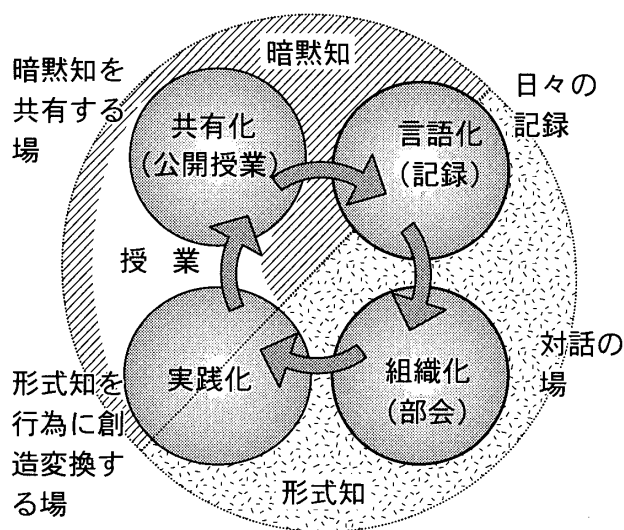 暗黙知
暗黙知を
共有する
場
日々の
記録
共有化
(公開授業)
言語化
(記録)
授 業
実践化
組織化
(部会)
対話の
場
形式知を
行為に創
造変換す
る場
形式知